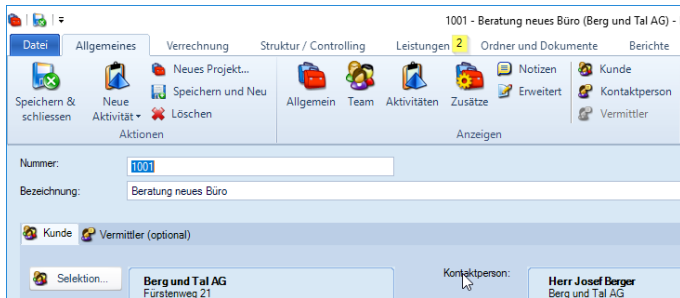 1001 - Beratung neues Büro (Berg und Tal AG) -
Datei Allgemeines Verrechnung Struktur / Controlling Leistungen 2 Ordner und Dokumente Berichte
Speichern & schliessen
Neue Aktivität
Neues Projekt...
Speichern und Neu
Löschen
Aktionen
Allgemein Team Aktivitäten Zusätze
Notizen
Erweitert
Anzeigen
Kunde
Kontaktperson
Vermittler
Nummer: 1001
Bezeichnung: Beratung neues Büro
Kunde Vermittler (optional)
Selektion...
Berg und Tal AG
Fürstenweg 21
Kontaktperson:
Herr Josef Berger
Berg und Tal AG